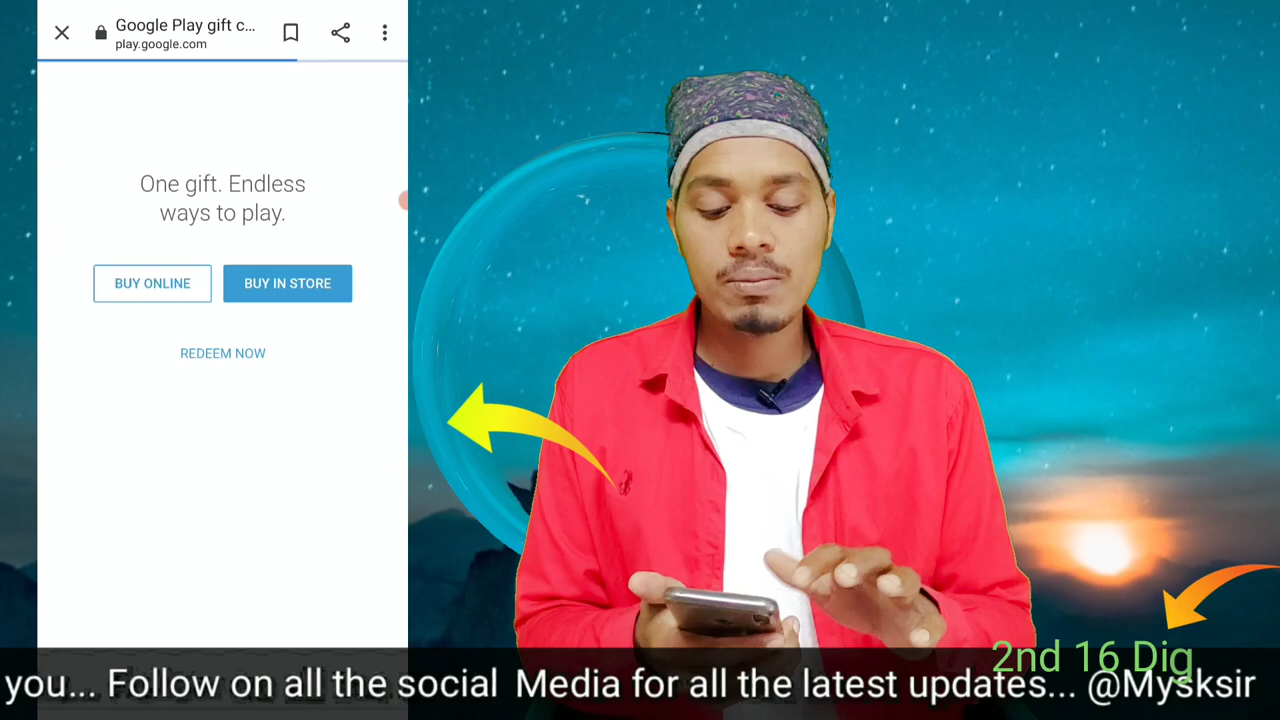 Google Play gift c...
play.google.com
One gift. Endless
ways to play.
BUY ONLINE
BUY IN STORE
REDEEM NOW
2nd 16 Dig
you... Follow on all the social Media for all the latest updates... @Mysksir